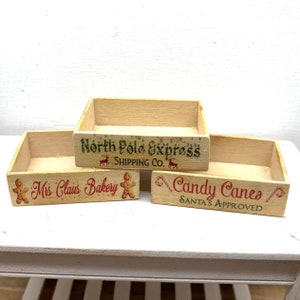 North Pole Express
Shipping Co.
Mrs Claus Bakery
Candy Canes
Santa's Approved